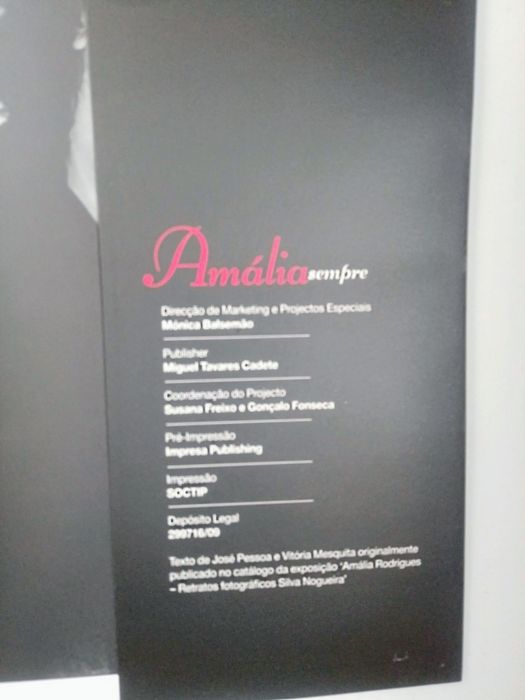 Amália sempre
Direcção de Marketing e Projectos Especiais
Mónica Balsemão
Publisher
Miguel Tavares Cadete
Coordenação do Projecto
Susana Freixo e Gonçalo Fonseca
Pré-Impressão
Impresa Publishing
Impressão
SOCTIP
Depósito Legal
299716/09
Texto de José Pessoa e Vitória Mesquita originalmente
publicado no catálogo da exposição "Amália Rodrigues
– Retratos fotográficos Silva Nogueira"